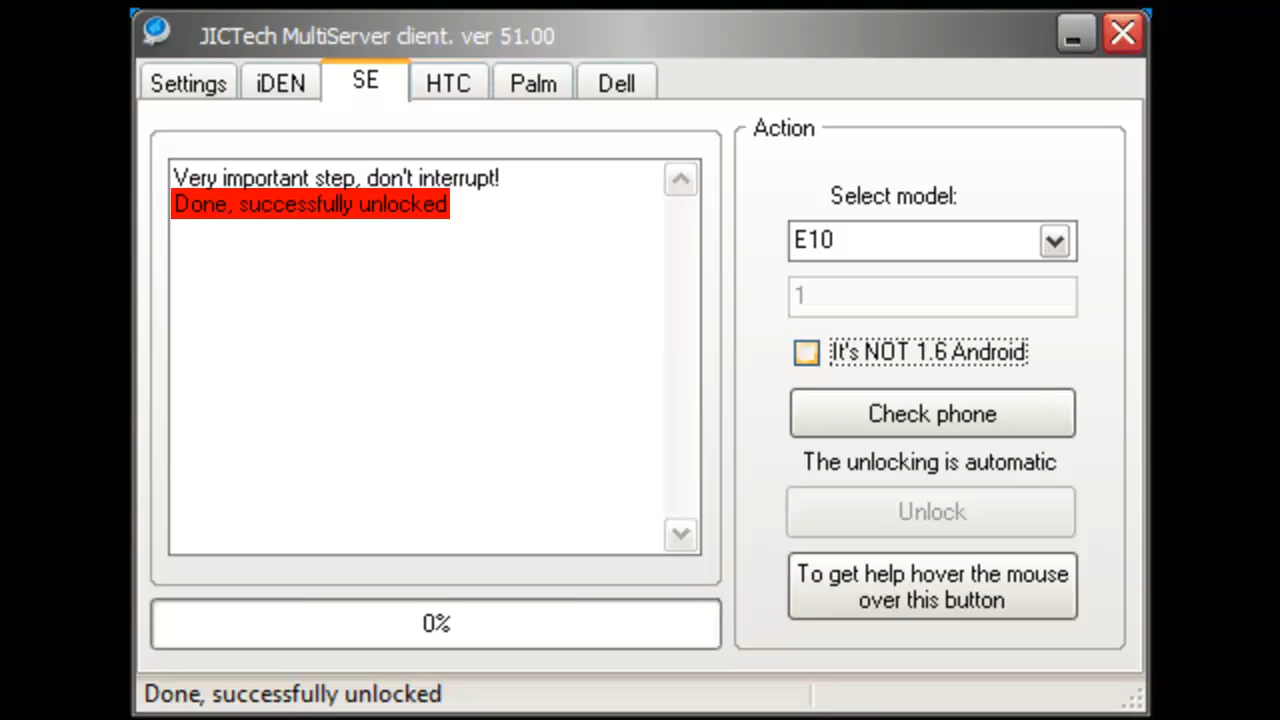 JICTech MultiServer client. ver 51.00
Settings iDEN SE HTC Palm Dell
Very important step, don't interrupt!
Done, successfully unlocked
0%
Action
Select model:
E10
1
It's NOT 1.6 Android
Check phone
The unlocking is automatic
Unlock
To get help hover the mouse
over this button
Done, successfully unlocked